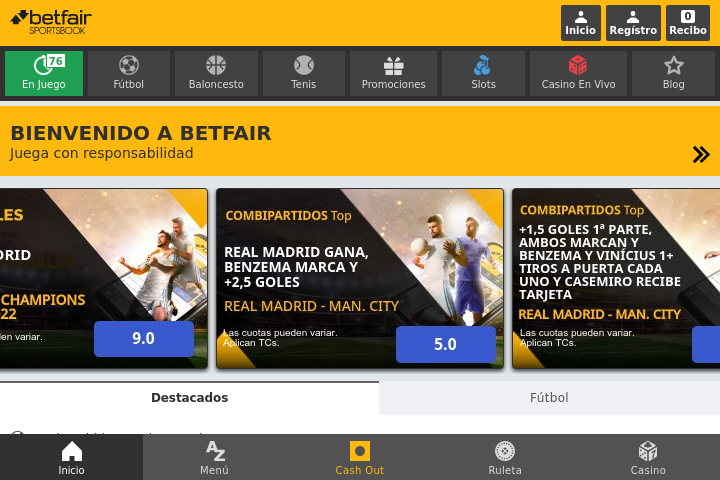 betfair
SPORTSBOOK
Inicio
Regístro
0
Recibo
76
En Juego
Fútbol
Baloncesto
Tenis
Promociones
Slots
Casino En Vivo
Blog
BIENVENIDO A BETFAIR
Juega con responsabilidad
LES
DRID
CHAMPIONS
22
den variar.
9.0
COMBIPARTIDOS Top
REAL MADRID GANA,
BENZEMA MARCA Y
+2,5 GOLES
REAL MADRID - MAN. CITY
Las cuotas pueden variar.
Aplican TCs.
5.0
COMBIPARTIDOS Top
+1,5 GOLES 1ª PARTE,
AMBOS MARCAN Y
BENZEMA Y VINÍCIUS 1+
TIROS A PUERTA CADA
UNO Y CASEMIRO RECIBE
TARJETA
REAL MADRID - MAN. CITY
Las cuotas pueden variar.
Aplican TCs.
Destacados
Fútbol
Inicio
AZ
Menú
Cash Out
Ruleta
Casino